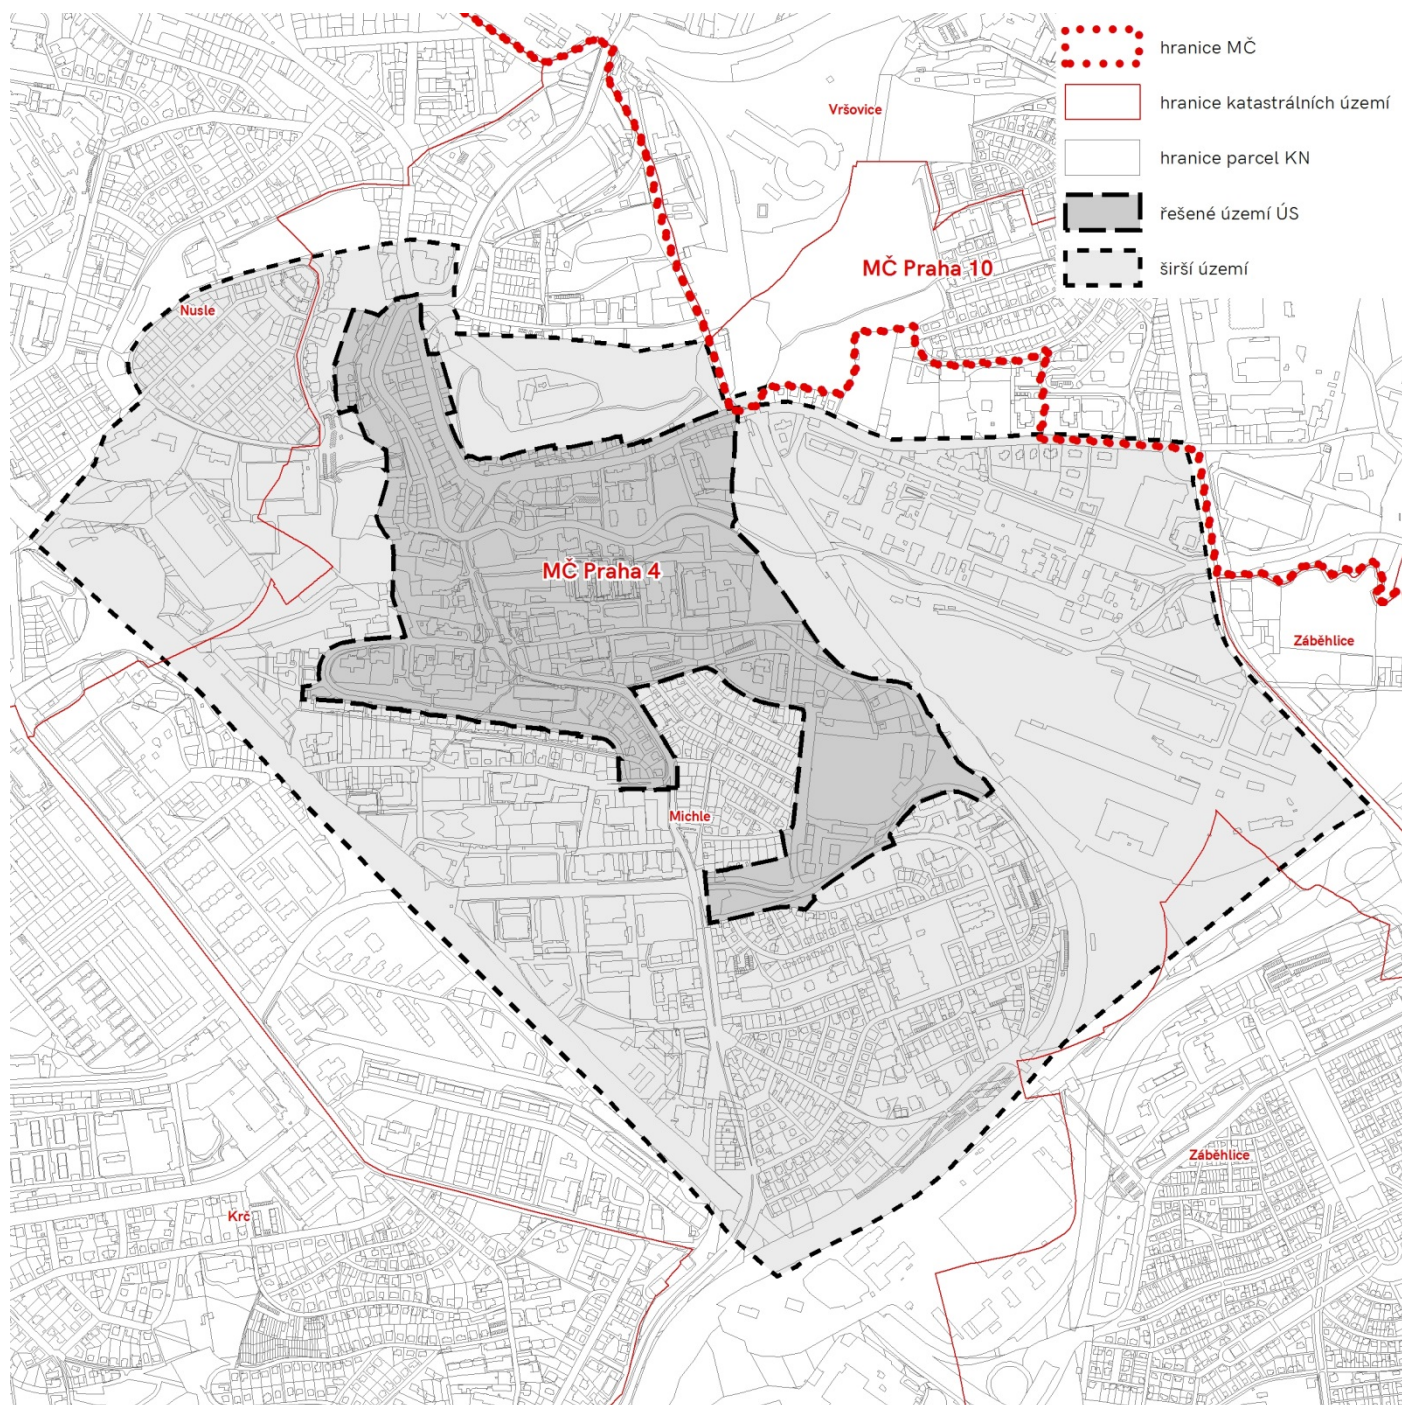 hranice MČ
hranice katastrálních území
hranice parcel KN
řešené území ÚS
širší území
Vršovice
MČ Praha 10
Nusle
MČ Praha 4
Záběhlice
Michle
Záběhlice
Krč